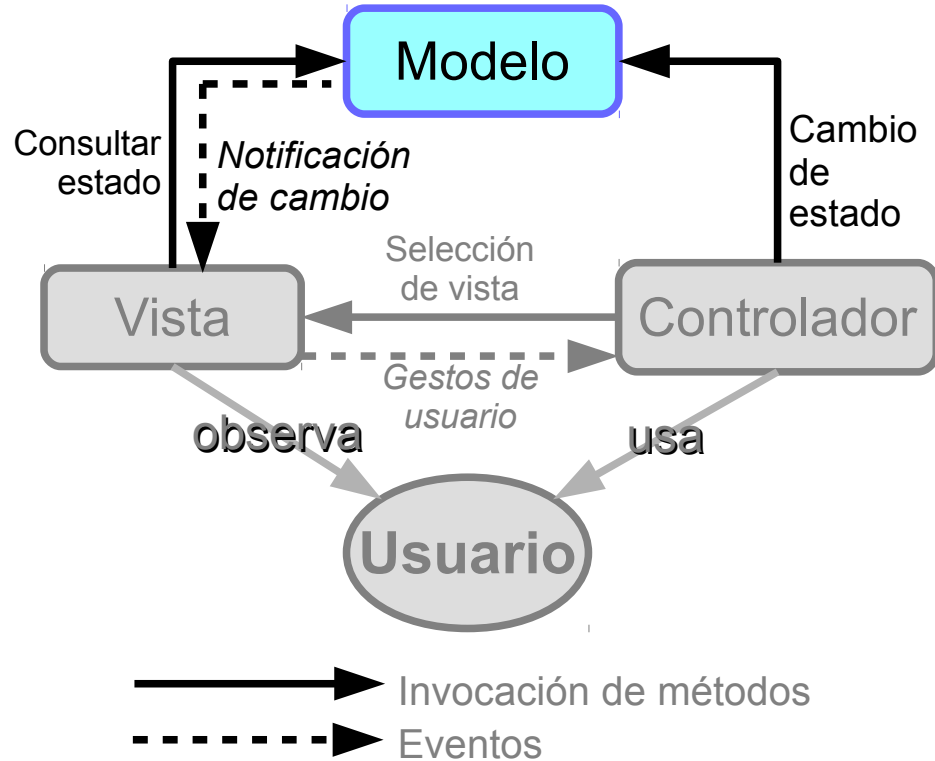 Modelo
Consultar
estado
Notificación
de cambio
Cambio
de
estado
Selección
de vista
Vista
Controlador
Gestos de
usuario
observa
usa
Usuario
Invocación de métodos
Eventos